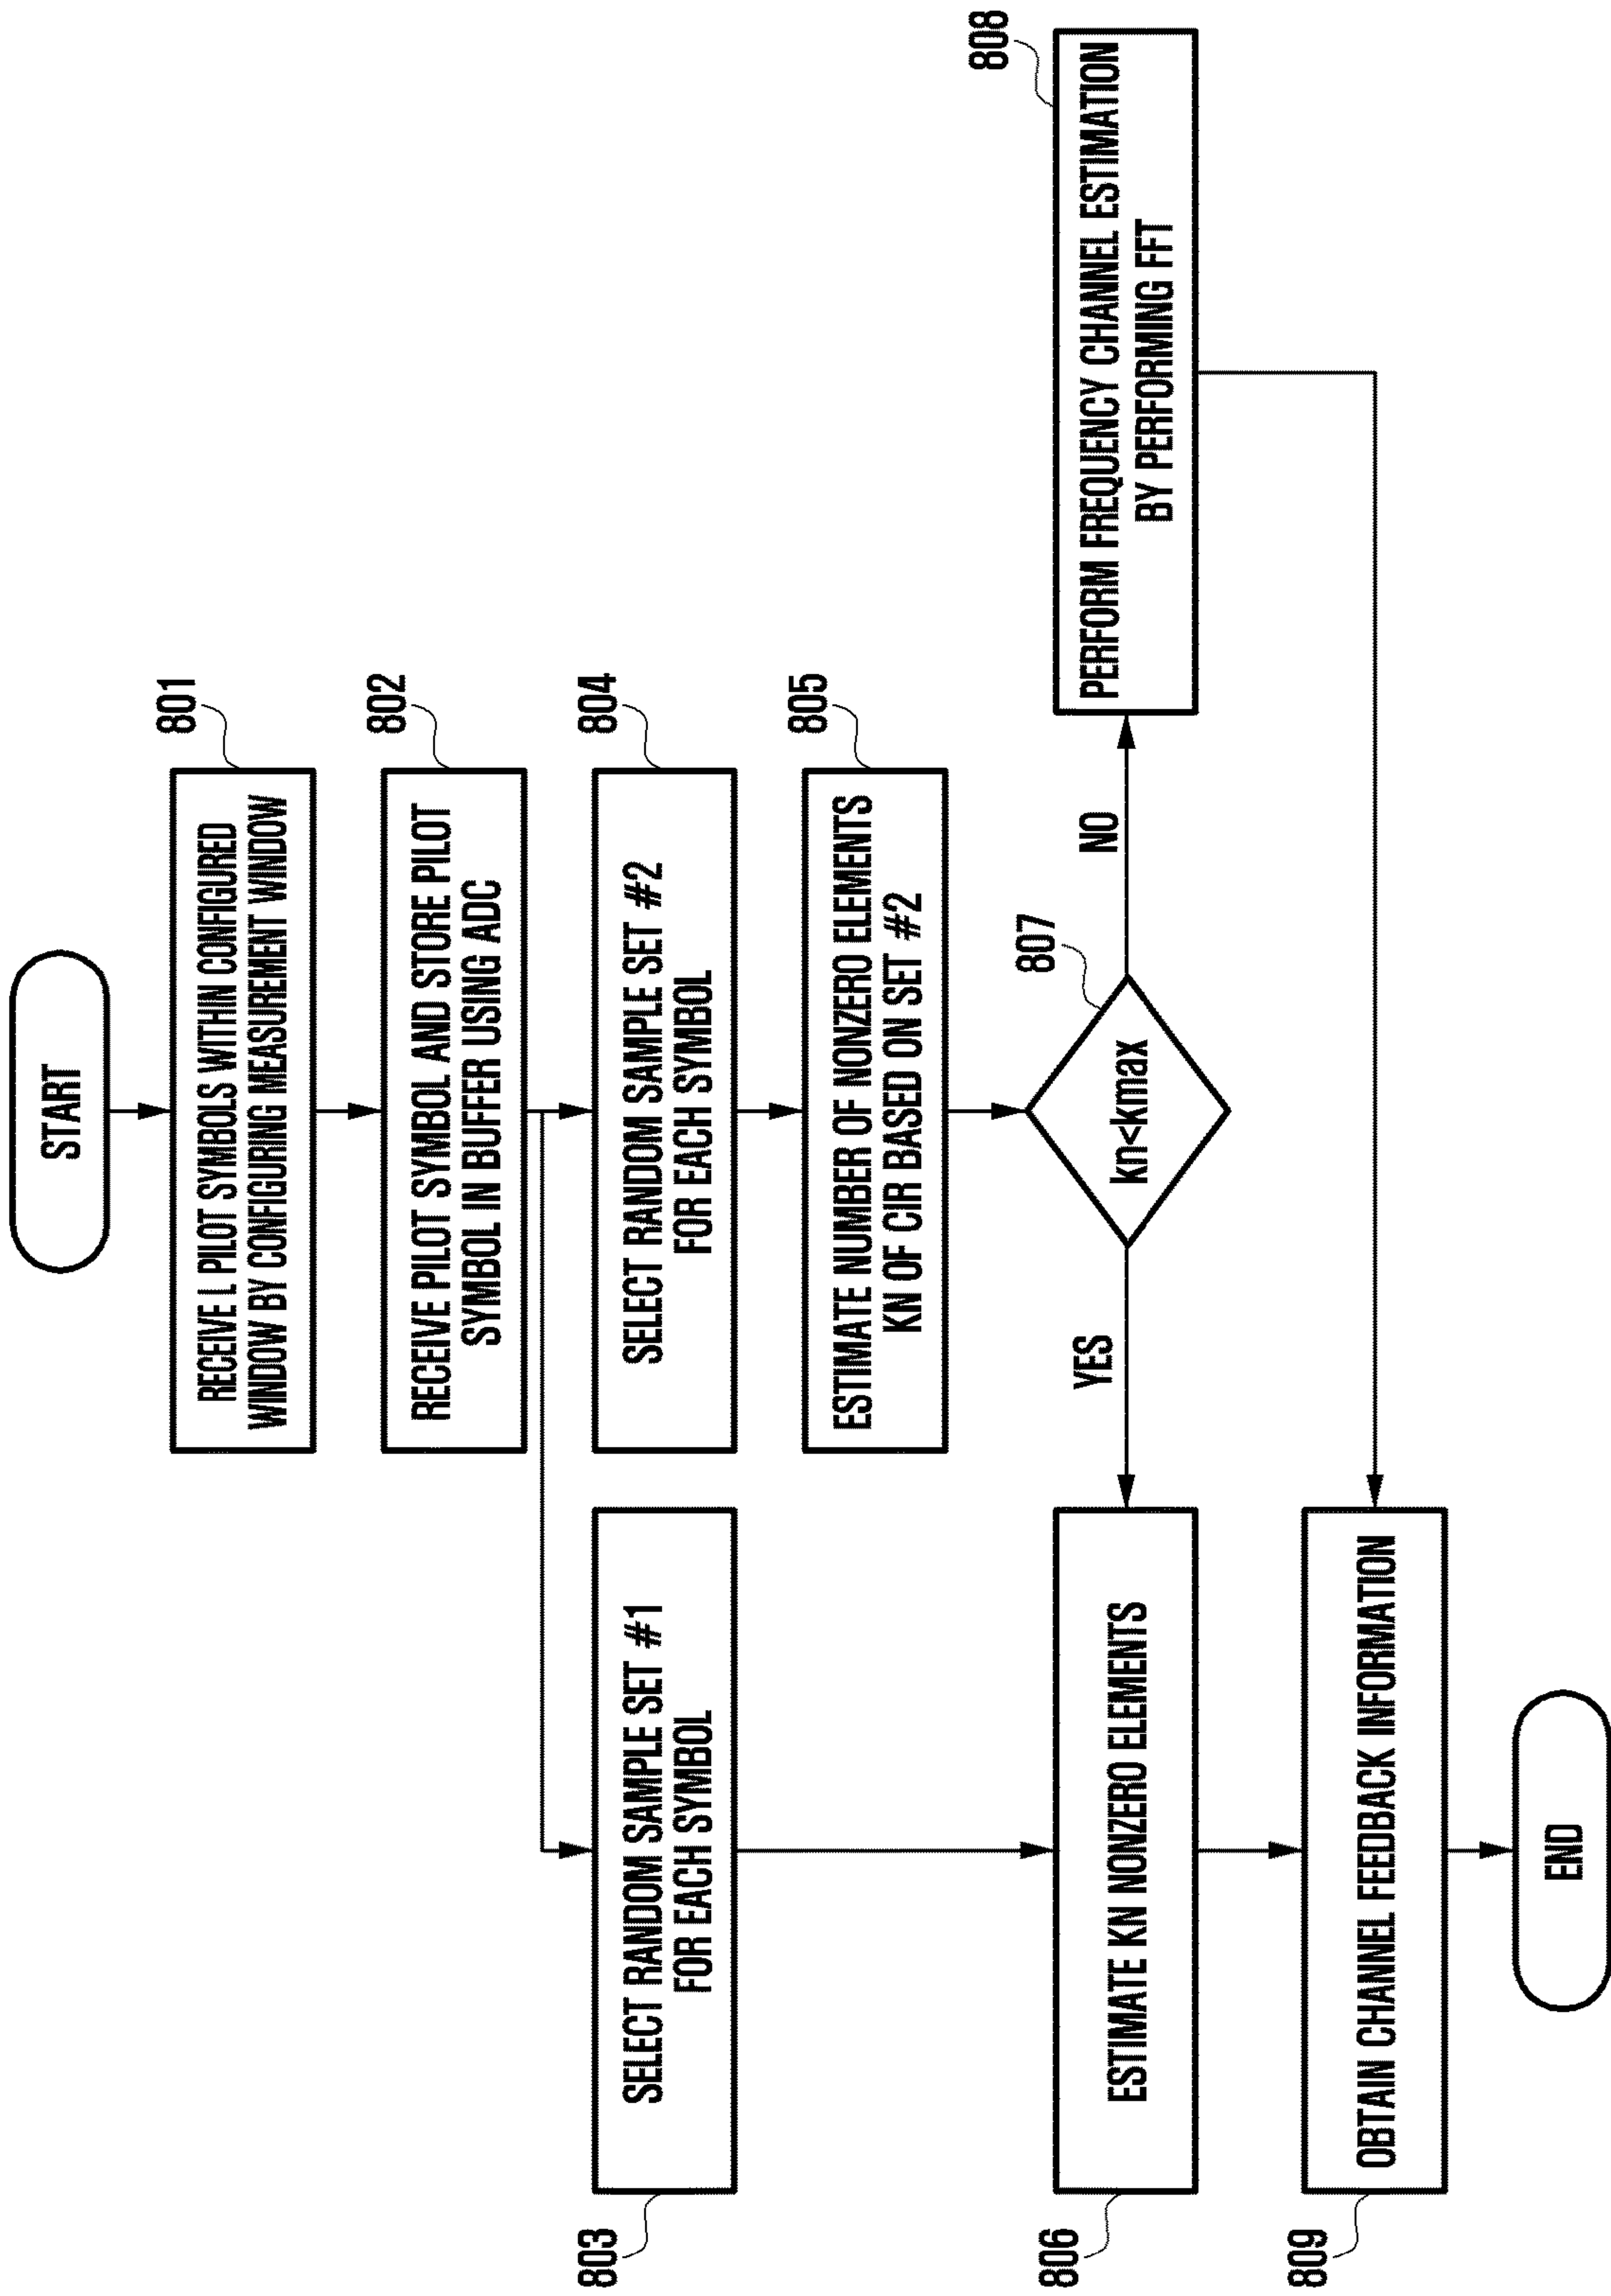 START
801
RECEIVE L PILOT SYMBOLS WITHIN CONFIGURED
WINDOW BY CONFIGURING MEASUREMENT WINDOW
802
RECEIVE PILOT SYMBOL AND STORE PILOT
SYMBOL IN BUFFER USING ADC
803
SELECT RANDOM SAMPLE SET #1
FOR EACH SYMBOL
804
SELECT RANDOM SAMPLE SET #2
FOR EACH SYMBOL
805
ESTIMATE NUMBER OF NONZERO ELEMENTS
KN OF CIR BASED ON SET #2
807
kn<kmax
YES
NO
806
ESTIMATE KN NONZERO ELEMENTS
808
PERFORM FREQUENCY CHANNEL ESTIMATION
BY PERFORMING FFT
809
OBTAIN CHANNEL FEEDBACK INFORMATION
END